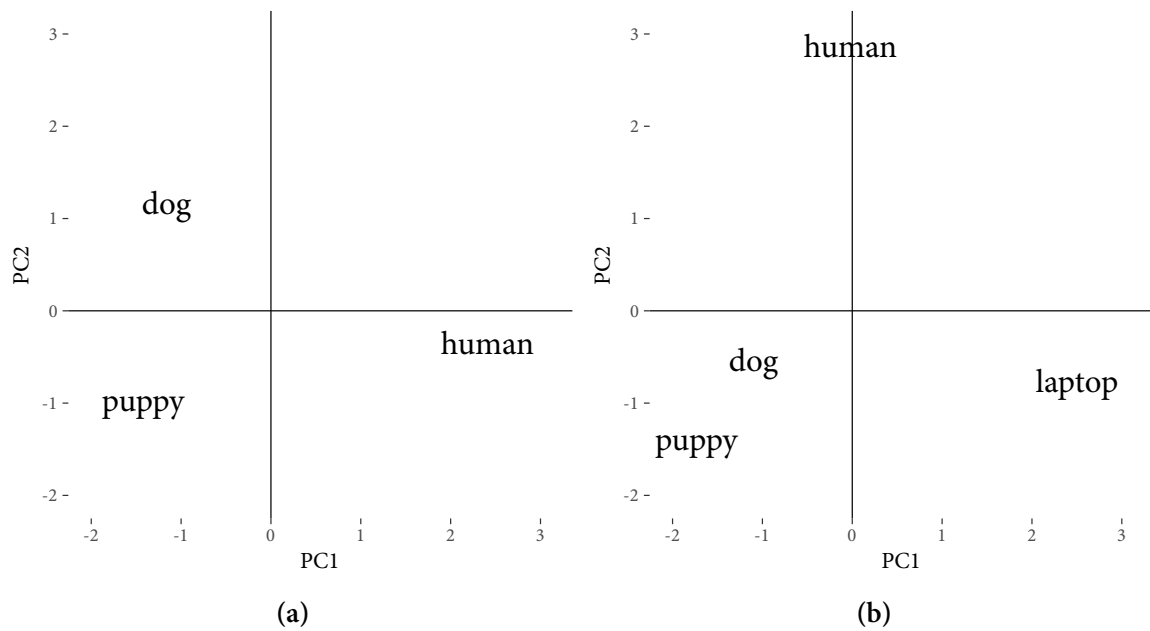 3
2
1
0
-1
-2
PC2
dog
puppy
human
-2 -1 0 1 2 3
PC1
(a)
3
2
1
0
-1
-2
PC2
human
dog
laptop
puppy
-2 -1 0 1 2 3
PC1
(b)